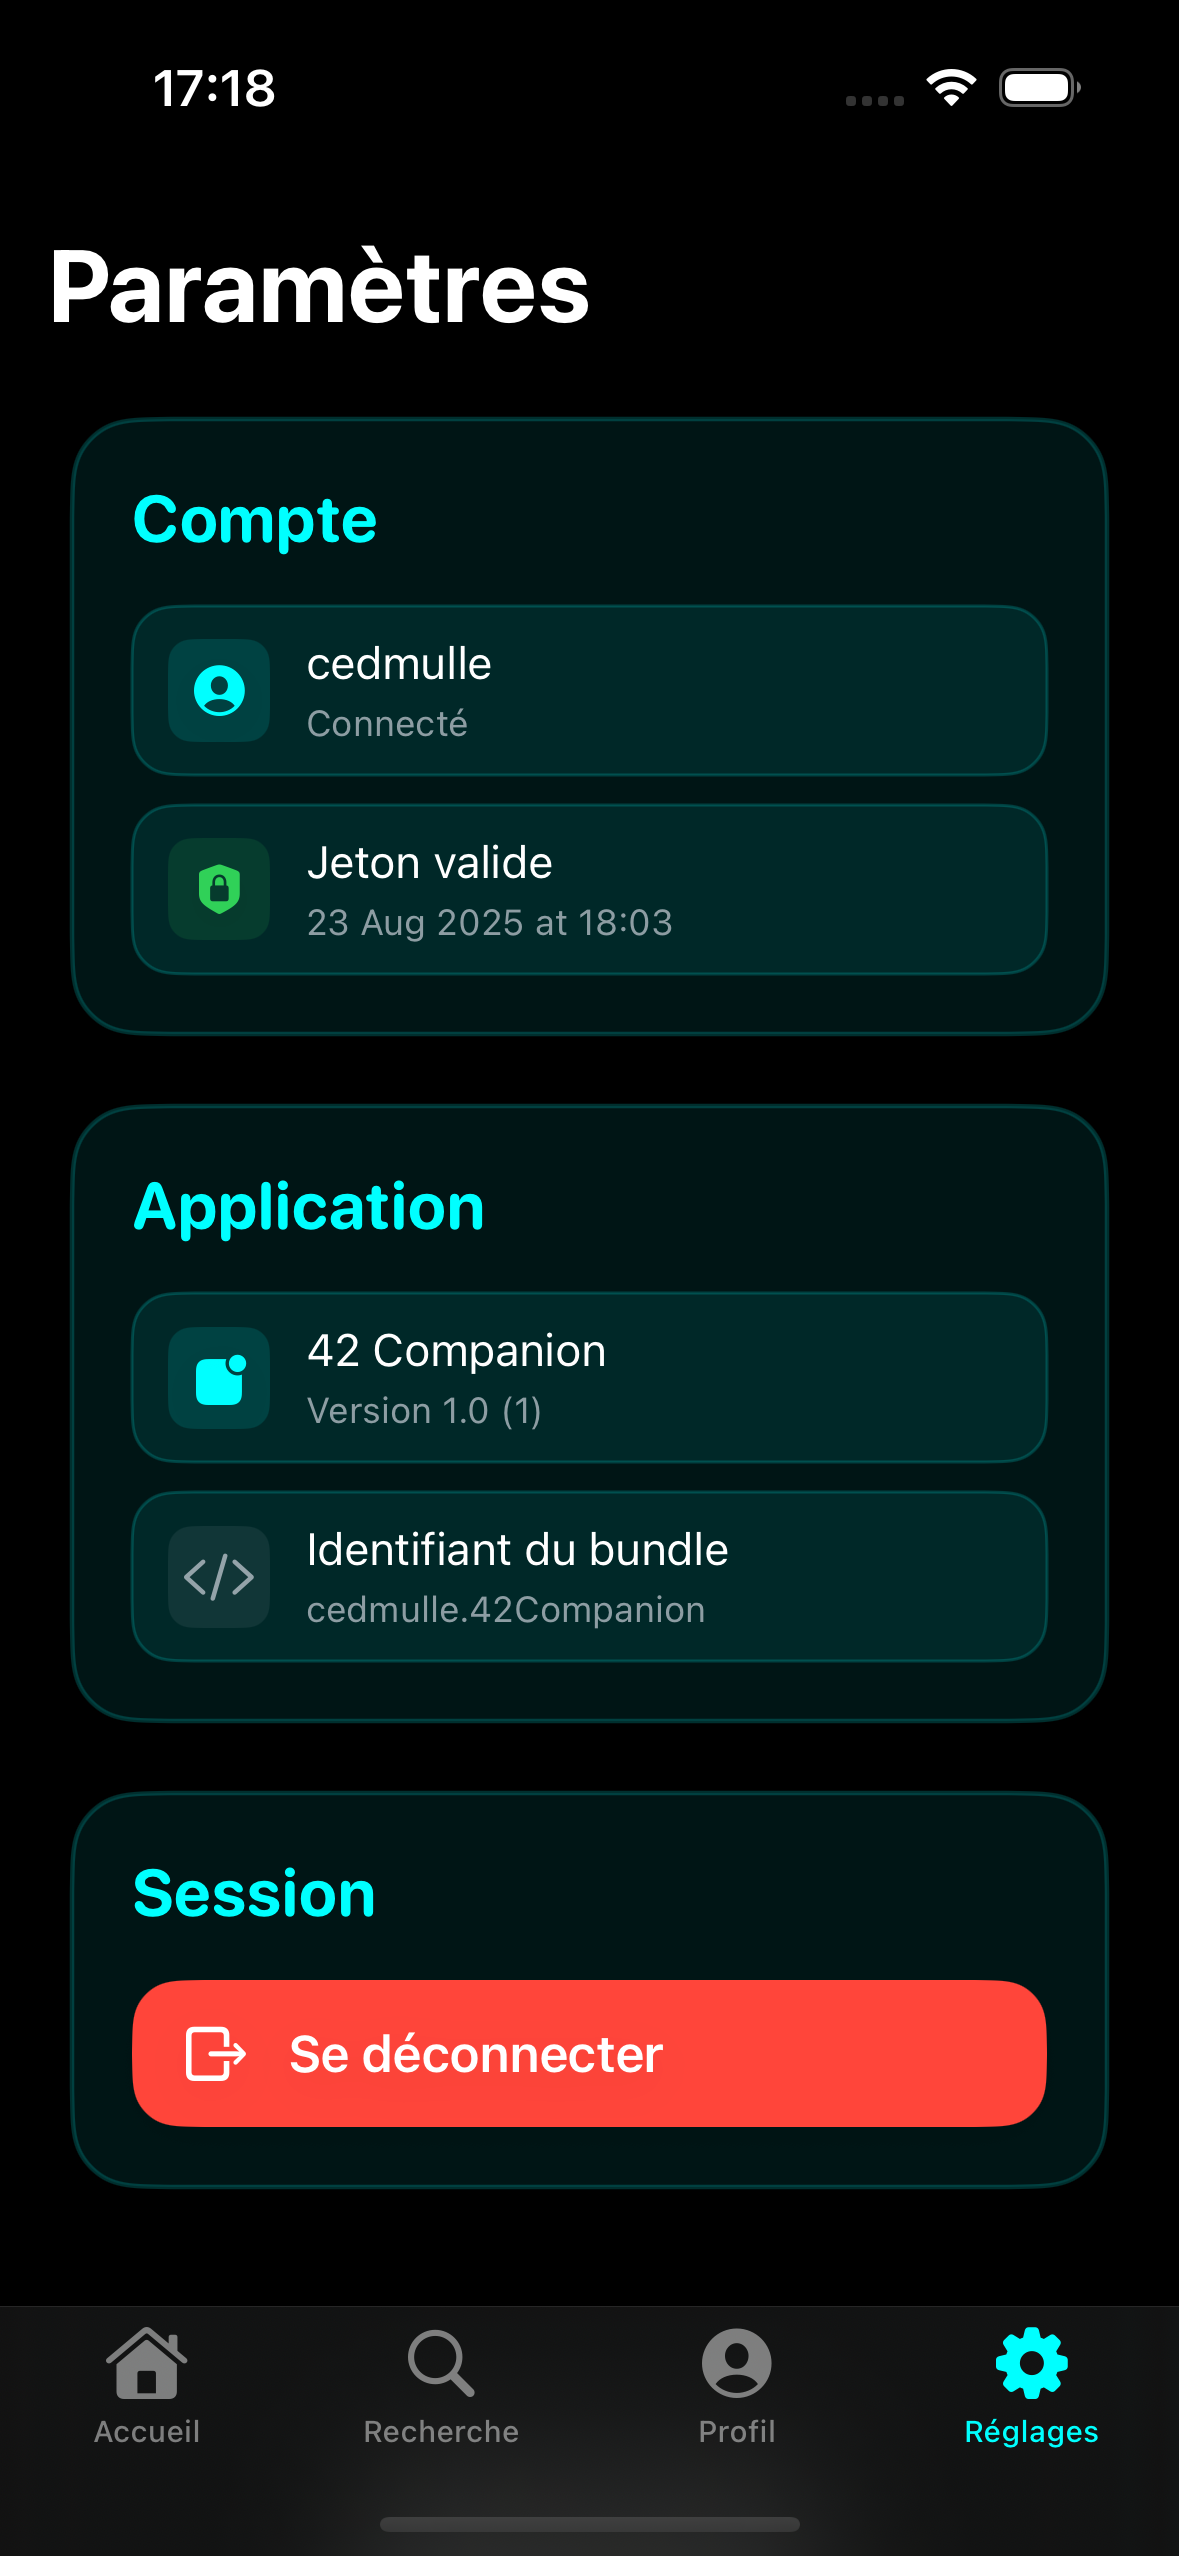 17:18
Paramètres
Compte
cedmulle
Connecté
Jeton valide
23 Aug 2025 at 18:03
Application
42 Companion
Version 1.0 (1)
Identifiant du bundle
cedmulle.42Companion
Session
Se déconnecter
Accueil
Recherche
Profil
Réglages